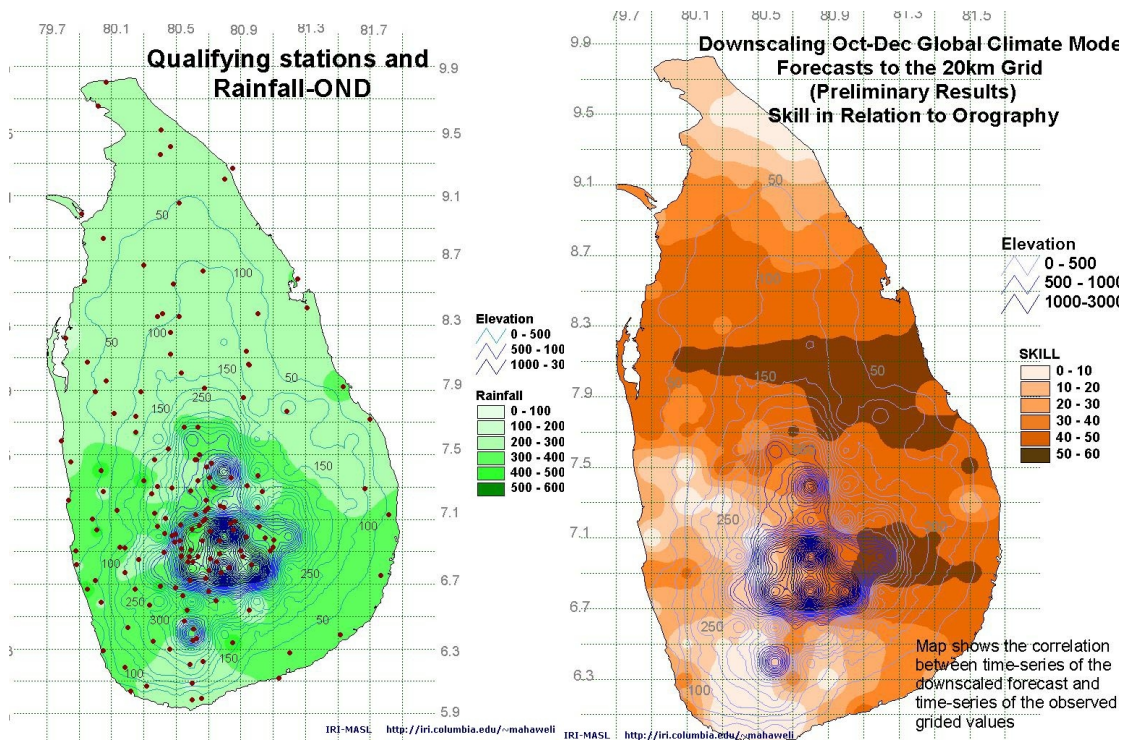 79.7 80.1 80.5 80.9 81.3 81.7
Qualifying stations and
Rainfall-OND
9.9
9.5
9.1
8.7
8.3
7.9
7.5
7.1
6.7
6.3
5.9
50
100
100
50
150
250
150
50
150
100
100
250
250
300
50
150
100
Elevation
0 - 500
500 - 100
1000 - 30
Rainfall
0 - 100
100 - 200
200 - 300
300 - 400
400 - 500
500 - 600
IRI-MASL http://iri.columbia.edu/~mahaweli
79.7 80.1 80.5 80.9 81.3 81.5
Downscaling Oct-Dec Global Climate Mode
Forecasts to the 20km Grid
(Preliminary Results)
Skill in Relation to Orography
9.9
9.5
9.1
8.7
8.3
7.9
7.5
7.1
6.7
6.3
50
150
50
250
250
100
Elevation
0 - 500
500 - 1000
1000-3000
SKILL
0 - 10
10 - 20
20 - 30
30 - 40
40 - 50
50 - 60
Map shows the correlation
between time-series of the
downscaled forecast and
time-series of the observed
grided values
IRI-MASL http://iri.columbia.edu/~mahaweli